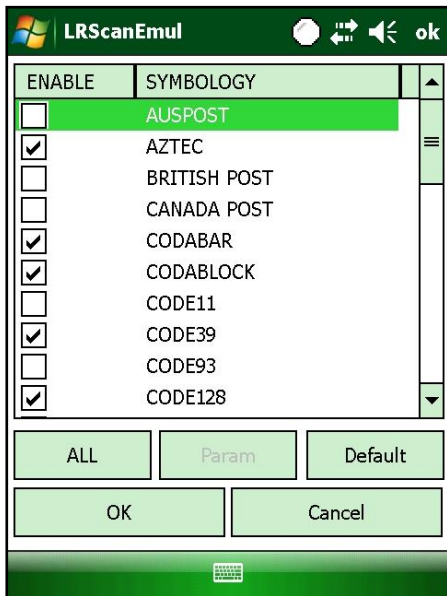 LRScanEmul ok
ENABLE SYMBOLOGY
AUSPOST
AZTEC
BRITISH POST
CANADA POST
CODABAR
CODABLOCK
CODE11
CODE39
CODE93
CODE128
ALL Param Default
OK Cancel